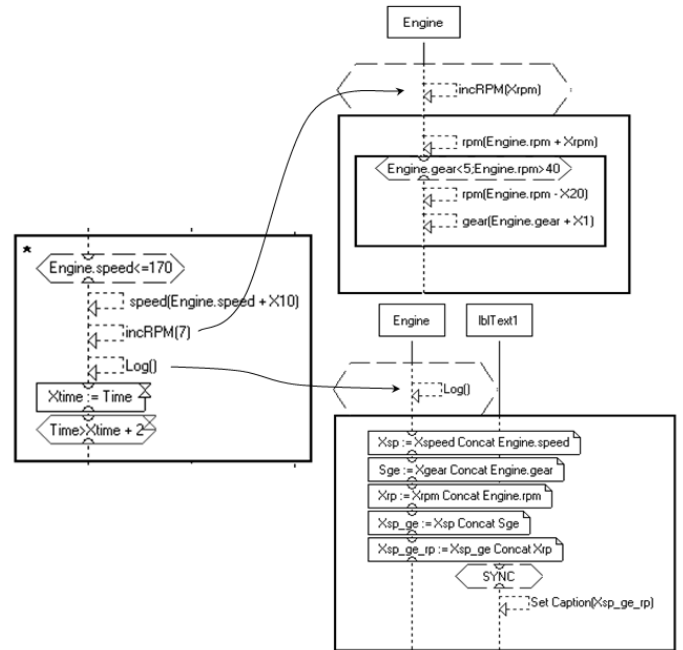 Engine
incRPM(Xrpm)
rpm(Engine.rpm + Xrpm)
Engine.gear<5;Engine.rpm>40
rpm(Engine.rpm - X20)
gear(Engine.gear + X1)
*
Engine.speed<=170
speed(Engine.speed + X10)
incRPM(7)
Log()
Xtime := Time
Time>Xtime + 2
Engine
lblText1
Log()
Xsp := Xspeed Concat Engine.speed
Sge := Xgear Concat Engine.gear
Xrp := Xrpm Concat Engine.rpm
Xsp_ge := Xsp Concat Sge
Xsp_ge_rp := Xsp_ge Concat Xrp
SYNC
Set Caption(Xsp_ge_rp)